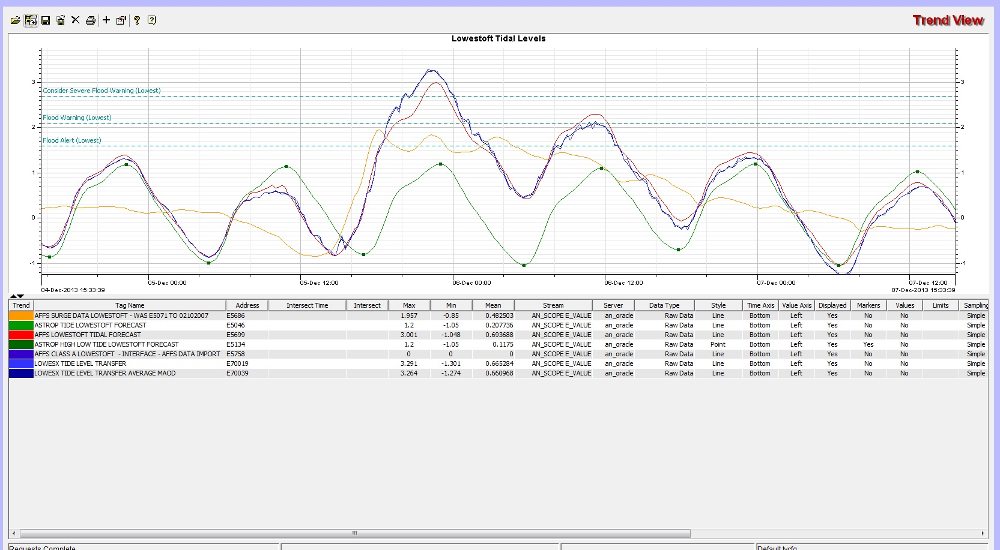 Trend View
Lowestoft Tidal Levels
3 3
Consider Severe Flood Warning (Lowest)
Flood Warning (Lowest)
2 2
Flood Alert (Lowest)
1 1
0 0
-1 -1
05-Dec 00:00 05-Dec 12:00 06-Dec 00:00 06-Dec 12:00 07-Dec 00:00 07-Dec 12:00
04-Dec-2013 15:33:39 07-Dec-2013 15:33:39
Trend Tag Name Address Intersect Time Intersect Max Min Mean Stream Server Data Type Style Time Axis Value Axis Displayed Markers Values Limits Sampling
AFFS SURGE DATA LOWESTOFT - WAS E5071 TO 02102007 E5686 1.957 -0.85 0.482503 AN_SCOPE E_VALUE an_oracle Raw Data Line Bottom Left Yes No No Simple
ASTROP TIDE LOWESTOFT FORECAST E5046 1.2 -1.05 0.207736 AN_SCOPE E_VALUE an_oracle Raw Data Line Bottom Left Yes No No Simple
AFFS LOWESTOFT TIDAL FORECAST E5699 3.001 -1.048 0.693688 AN_SCOPE E_VALUE an_oracle Raw Data Line Bottom Left Yes No No Simple
ASTROP HIGH LOW TIDE LOWESTOFT FORECAST E5134 1.2 -1.05 0.1175 AN_SCOPE E_VALUE an_oracle Raw Data Point Bottom Left Yes Yes No Simple
AFFS CLASS A LOWESTOFT - INTERFACE - AFFS DATA IMPORT E5758 0 0 0 AN_SCOPE E_VALUE an_oracle Raw Data Line Bottom Left Yes No No Simple
LOWESX TIDE LEVEL TRANSFER E70019 3.291 -1.301 0.665284 AN_SCOPE E_VALUE an_oracle Raw Data Line Bottom Left Yes No No Simple
LOWESX TIDE LEVEL TRANSFER AVERAGE MAOD E70039 3.264 -1.274 0.660968 AN_SCOPE E_VALUE an_oracle Raw Data Line Bottom Left Yes No No Simple
Requests Complete Default.tvcfg